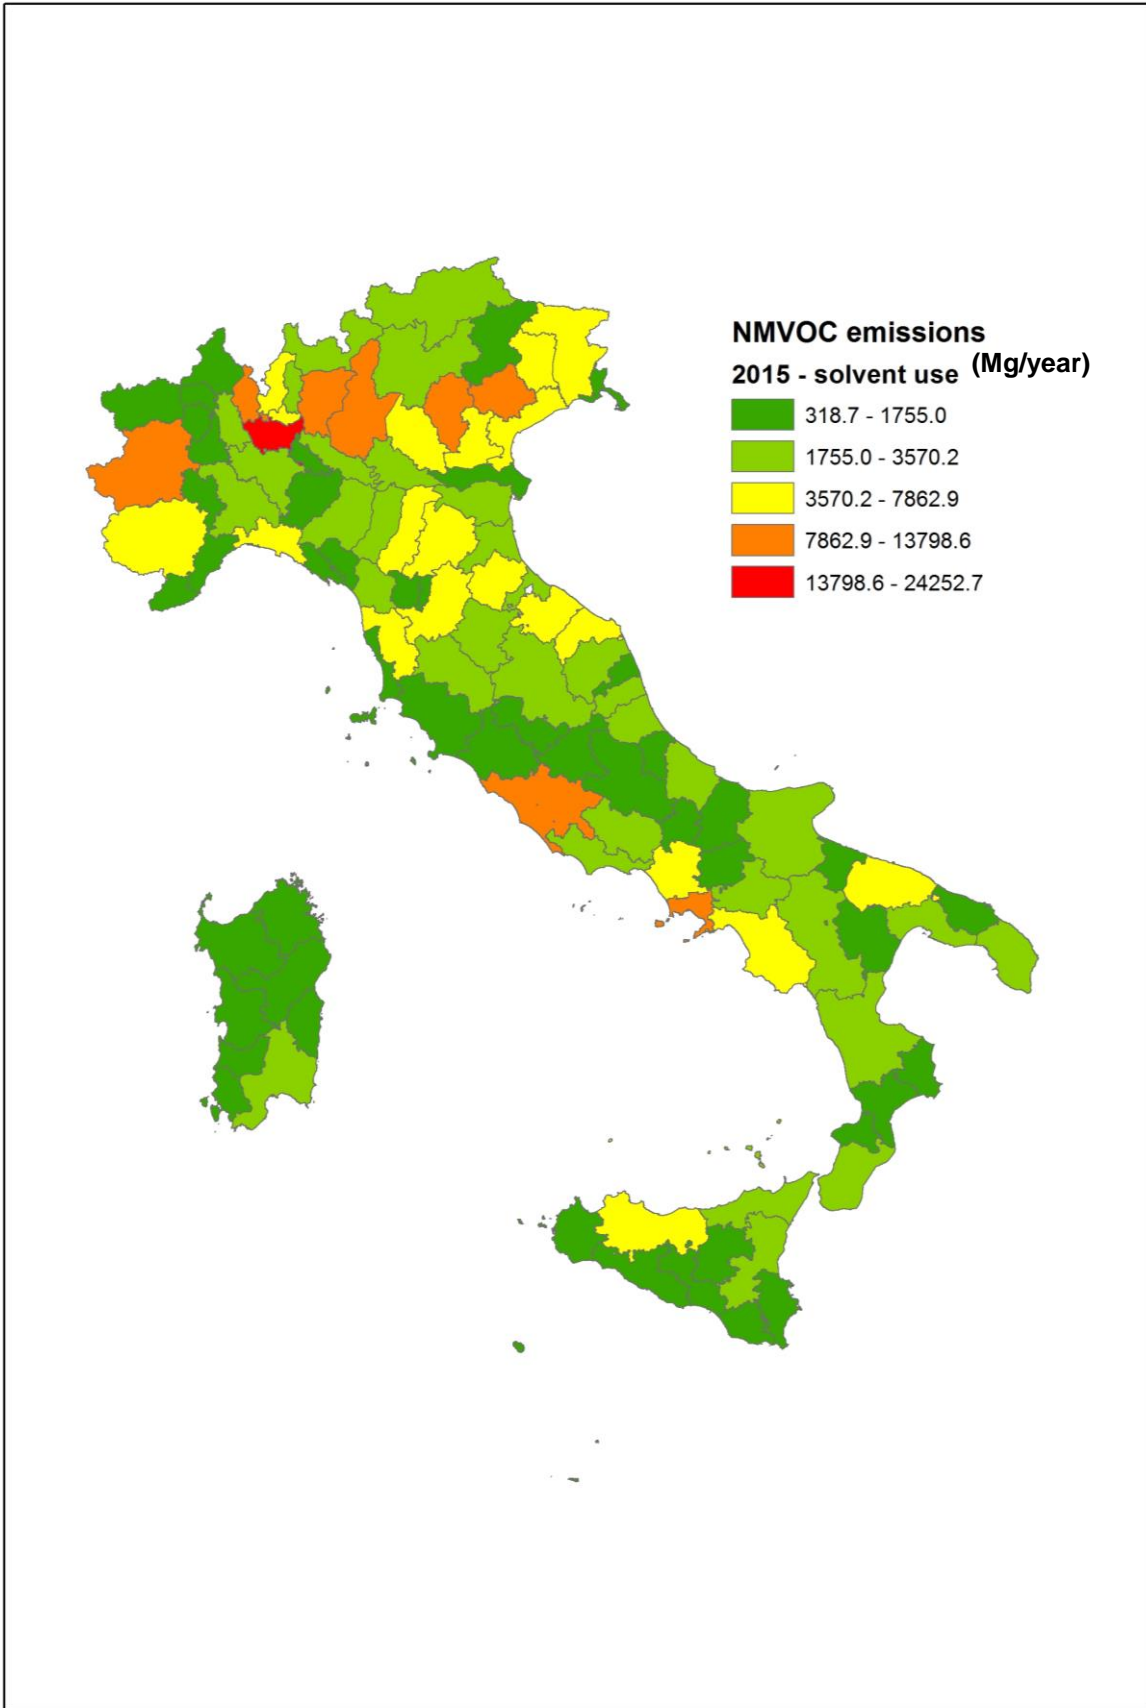 NMVOC emissions
2015 - solvent use (Mg/year)
318.7 - 1755.0
1755.0 - 3570.2
3570.2 - 7862.9
7862.9 - 13798.6
13798.6 - 24252.7